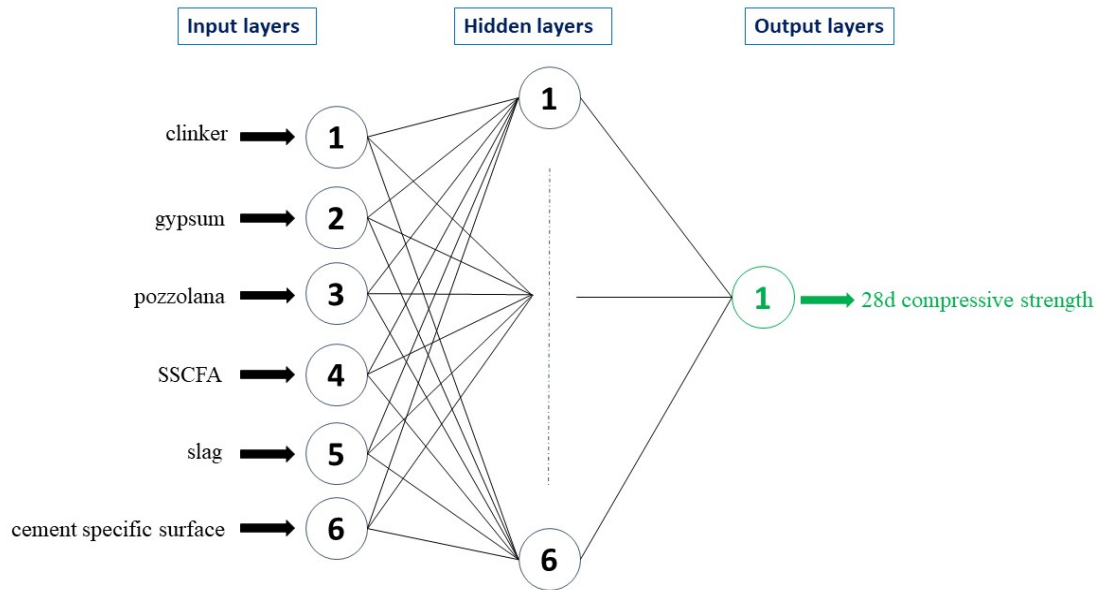 Input layers
Hidden layers
Output layers
clinker
1
gypsum
2
pozzolana
3
SSCFA
4
slag
5
cement specific surface
6
1
6
1
28d compressive strength